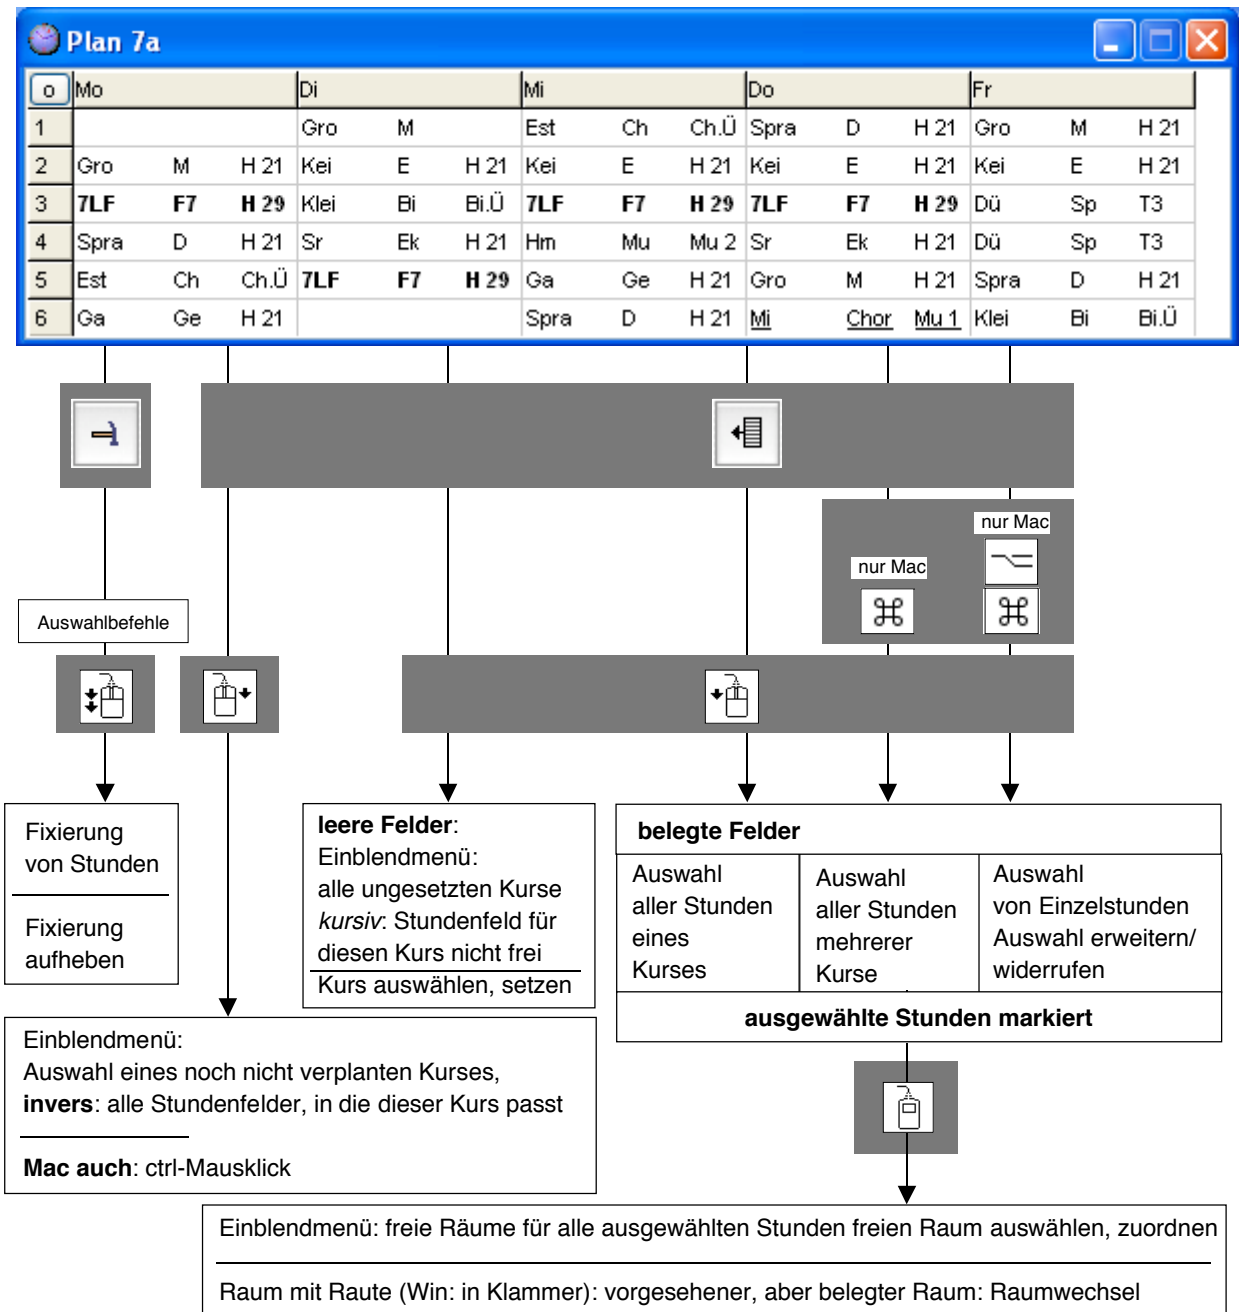 Plan 7a
o Mo Di Mi Do Fr
1 Gro M Est Ch Ch.Ü Spra D H 21 Gro M H 21
2 Gro M H 21 Kei E H 21 Kei E H 21 Kei E H 21 Kei E H 21
3 7LF F7 H 29 Klei Bi Bi.Ü 7LF F7 H 29 7LF F7 H 29 Dü Sp T3
4 Spra D H 21 Sr Ek H 21 Hm Mu Mu 2 Sr Ek H 21 Dü Sp T3
5 Est Ch Ch.Ü 7LF F7 H 29 Ga Ge H 21 Gro M H 21 Spra D H 21
6 Ga Ge H 21 Spra D H 21 Mi Chor Mu 1 Klei Bi Bi.Ü
nur Mac
nur Mac
Auswahlbefehle
Fixierung
von Stunden
Fixierung
aufheben
leere Felder:
Einblendmenü:
alle ungesetzten Kurse
kursiv: Stundenfeld für
diesen Kurs nicht frei
Kurs auswählen, setzen
belegte Felder
Auswahl
aller Stunden
eines
Kurses
Auswahl
aller Stunden
mehrerer
Kurse
Auswahl
von Einzelstunden
Auswahl erweitern/
widerrufen
ausgewählte Stunden markiert
Einblendmenü:
Auswahl eines noch nicht verplanten Kurses,
invers: alle Stundenfelder, in die dieser Kurs passt
Mac auch: ctrl-Mausklick
Einblendmenü: freie Räume für alle ausgewählten Stunden freien Raum auswählen, zuordnen
Raum mit Raute (Win: in Klammer): vorgesehener, aber belegter Raum: Raumwechsel